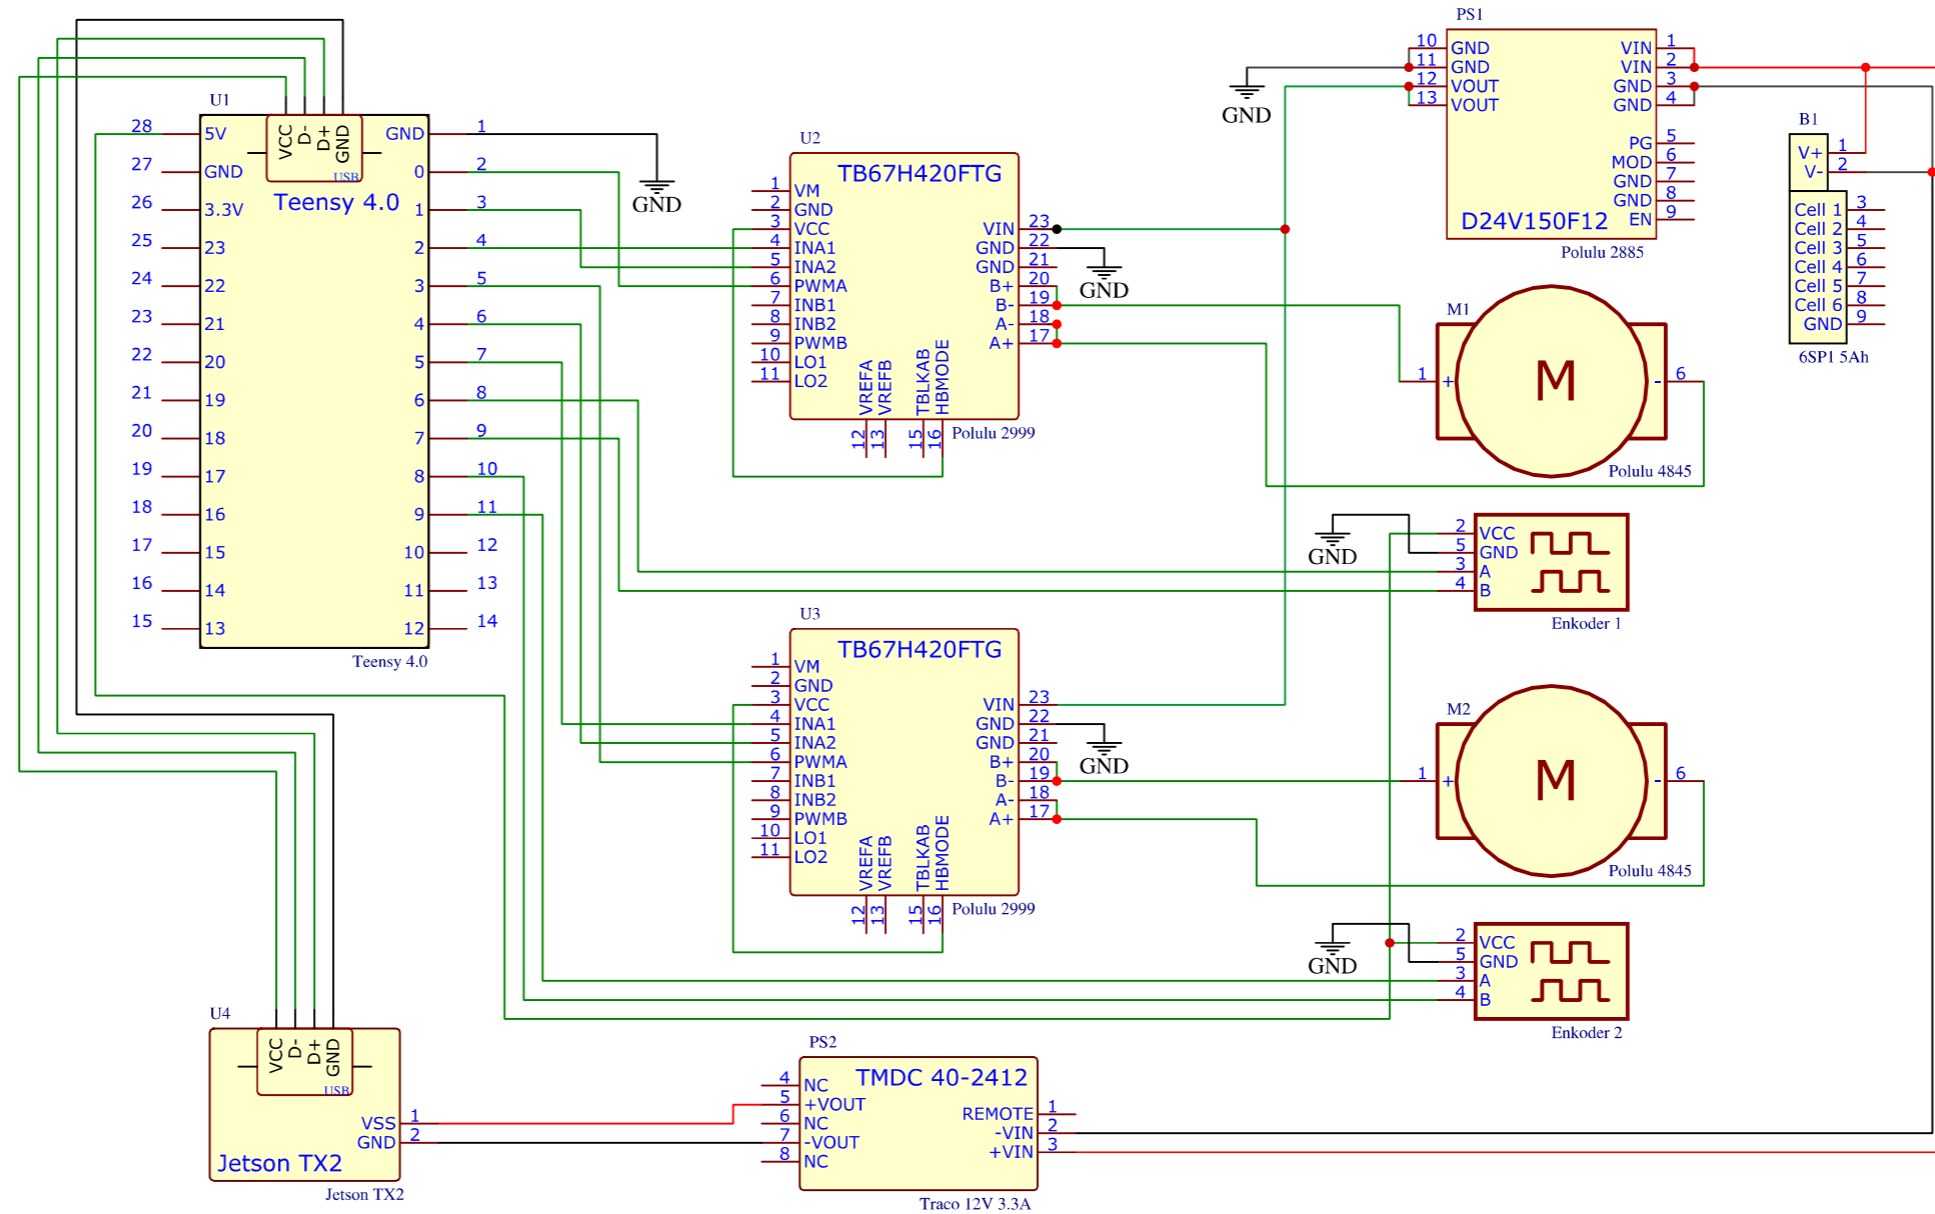 PS1
10 GND VIN 1
11 GND VIN 2
12 VOUT GND 3
13 VOUT GND 4
PG 5
MOD 6
GND 7
GND 8
EN 9
D24V150F12
Polulu 2885
GND
B1
V+ 1
V- 2
Cell 1 3
Cell 2 4
Cell 3 5
Cell 4 6
Cell 5 7
Cell 6 8
GND 9
6SP1 5Ah
U1
VCC
D-
D+
GND
USB
Teensy 4.0
28 5V GND 1
27 GND 0 2
26 3.3V 1 3
25 23 2 4
24 22 3 5
23 21 4 6
22 20 5 7
21 19 6 8
20 18 7 9
19 17 8 10
18 16 9 11
17 15 10 12
16 14 11 13
15 13 12 14
Teensy 4.0
GND
U2
TB67H420FTG
1 VM
2 GND
3 VCC VIN 23
4 INA1 GND 22
5 INA2 GND 21
6 PWMA B+ 20
7 INB1 B- 19
8 INB2 A- 18
9 PWMB A+ 17
10 LO1
11 LO2
VREFA
VREFB
TBLKAB
HBMODE
12
13
15
16
Polulu 2999
GND
M1
1 + M - 6
Polulu 4845
GND
2 VCC
5 GND
3 A
4 B
Enkoder 1
U3
TB67H420FTG
1 VM
2 GND
3 VCC VIN 23
4 INA1 GND 22
5 INA2 GND 21
6 PWMA B+ 20
7 INB1 B- 19
8 INB2 A- 18
9 PWMB A+ 17
10 LO1
11 LO2
VREFA
VREFB
TBLKAB
HBMODE
12
13
15
16
Polulu 2999
GND
M2
1 + M - 6
Polulu 4845
GND
2 VCC
5 GND
3 A
4 B
Enkoder 2
U4
VCC
D-
D+
GND
USB
VSS 1
GND 2
Jetson TX2
Jetson TX2
PS2
TMDC 40-2412
4 NC
5 +VOUT REMOTE 1
6 NC -VIN 2
7 -VOUT +VIN 3
8 NC
Traco 12V 3.3A